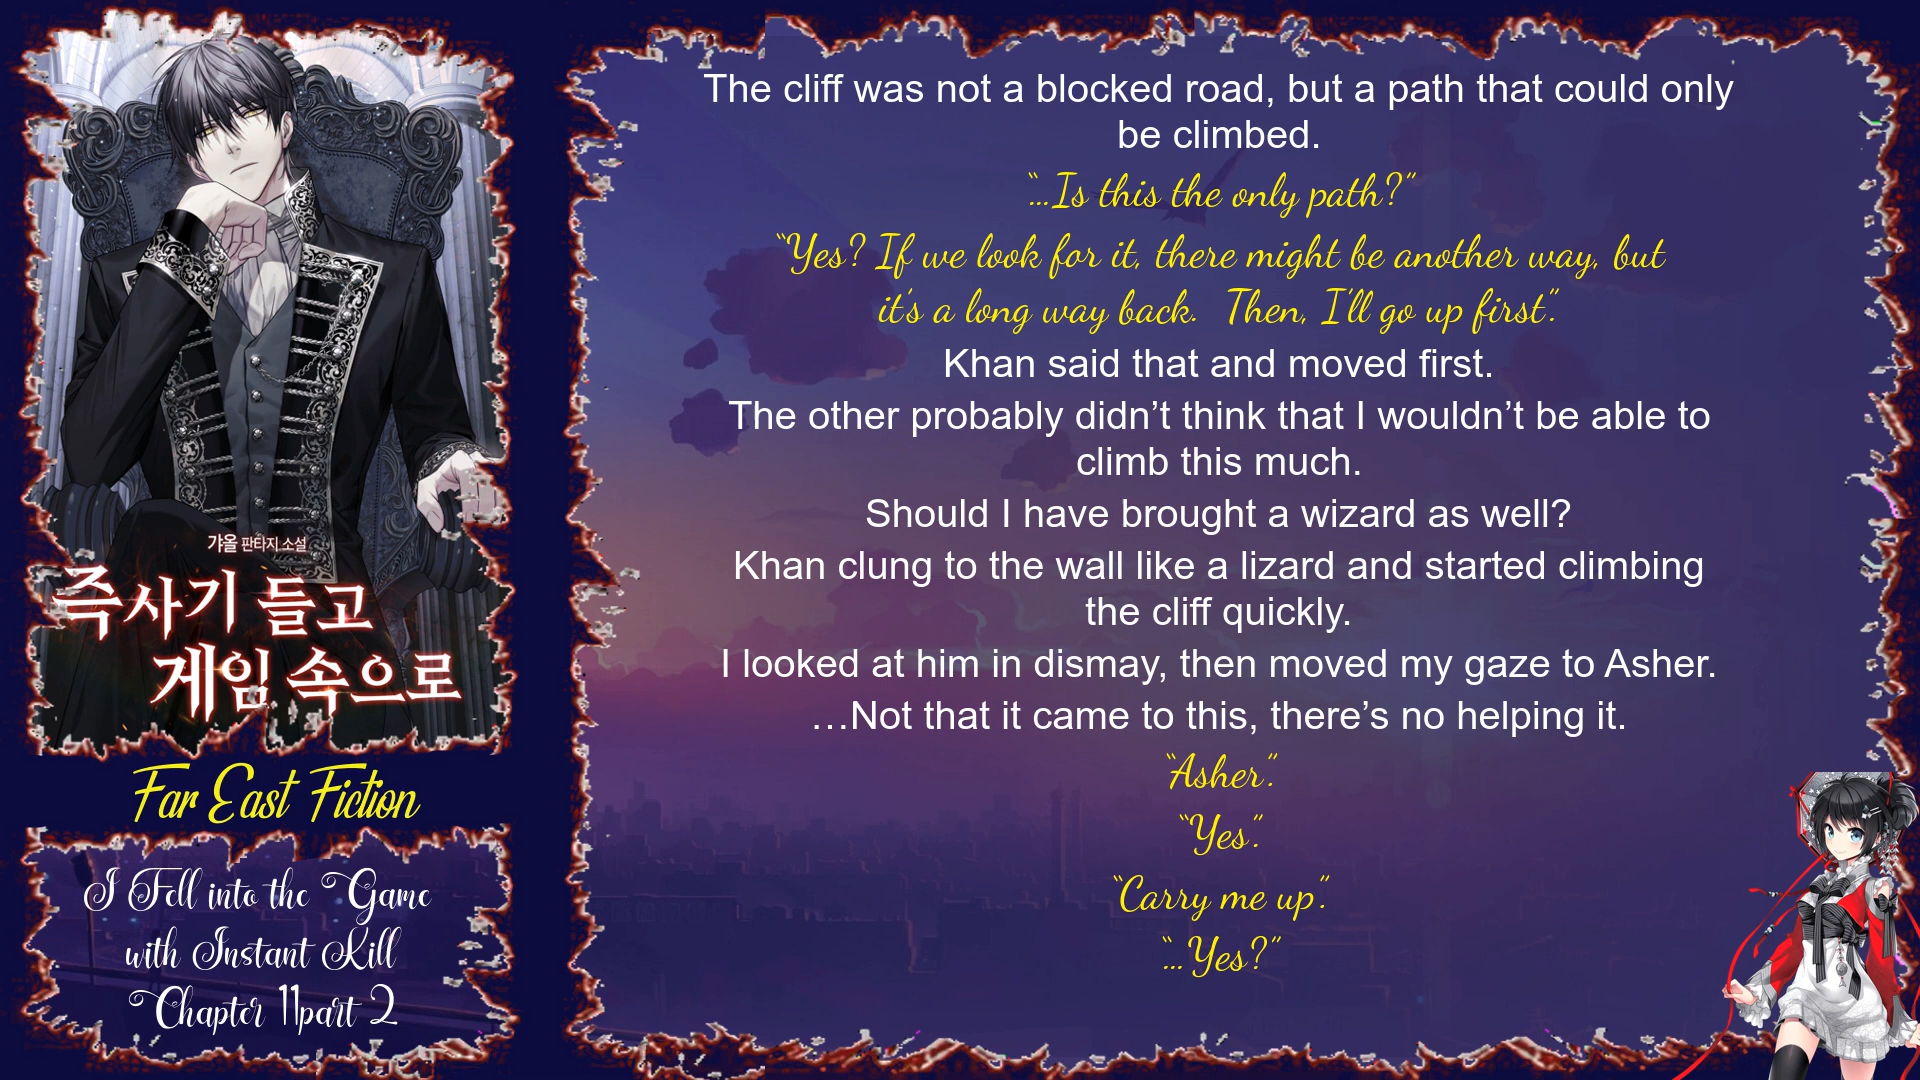 갸올 판타지 소설
즉사기 들고
게임 속으로
Far East Fiction
I Fell into the Game
with Instant Kill
Chapter 11part 2
The cliff was not a blocked road, but a path that could only
be climbed.
“…Is this the only path?”
“Yes? If we look for it, there might be another way, but
it’s a long way back.  Then, I’ll go up first”.
Khan said that and moved first.
The other probably didn’t think that I wouldn’t be able to
climb this much.
Should I have brought a wizard as well?
Khan clung to the wall like a lizard and started climbing
the cliff quickly.
I looked at him in dismay, then moved my gaze to Asher.
…Not that it came to this, there’s no helping it.
“Asher”.
“Yes”.
“Carry me up”.
“…Yes?”